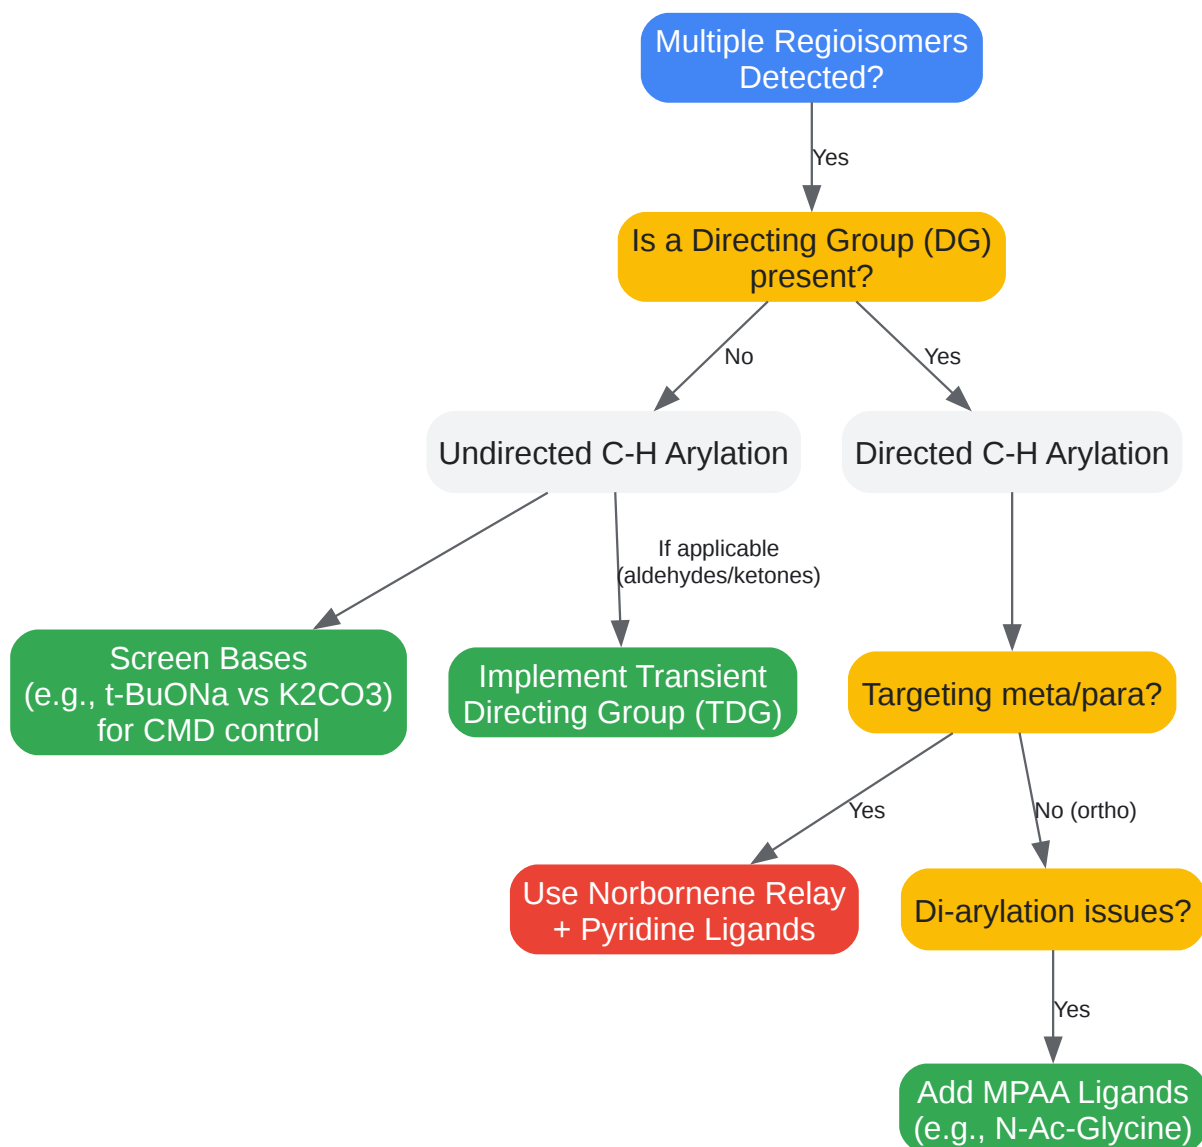 Multiple Regioisomers
Detected?
Yes
Is a Directing Group (DG)
present?
No
Yes
Undirected C-H Arylation
Directed C-H Arylation
If applicable
(aldehydes/ketones)
Screen Bases
(e.g., t-BuONa vs K2CO3)
for CMD control
Implement Transient
Directing Group (TDG)
Targeting meta/para?
Yes
No (ortho)
Use Norbornene Relay
+ Pyridine Ligands
Di-arylation issues?
Yes
Add MPAA Ligands
(e.g., N-Ac-Glycine)